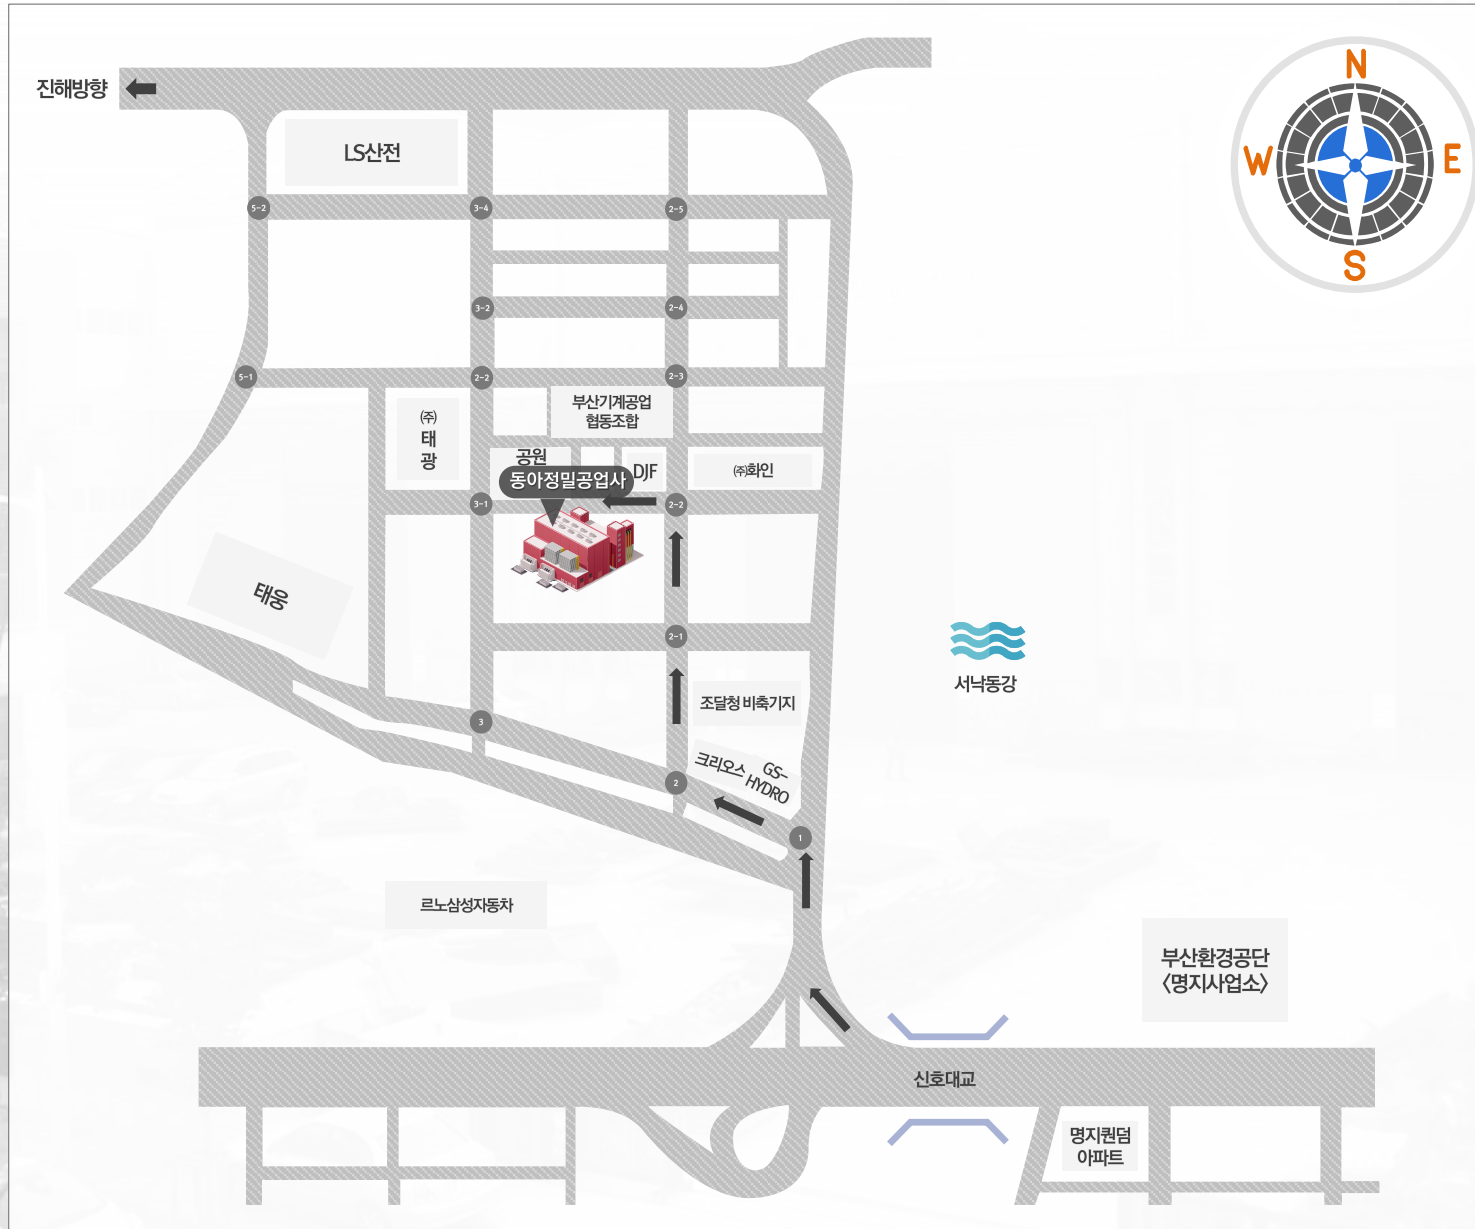 진해방향
N
W
E
S
LS산전
5-2
3-4
2-5
3-2
2-4
5-1
2-2
2-3
㈜
태
광
부산기계공업
협동조합
공원
동아정밀공업사
DJF
㈜화인
3-1
2-2
태웅
2-1
서낙동강
조달청 비축기지
3
크리오스
GS-
HYDRO
2
1
르노삼성자동차
부산환경공단
<명지사업소>
신호대교
명지퀸덤
아파트